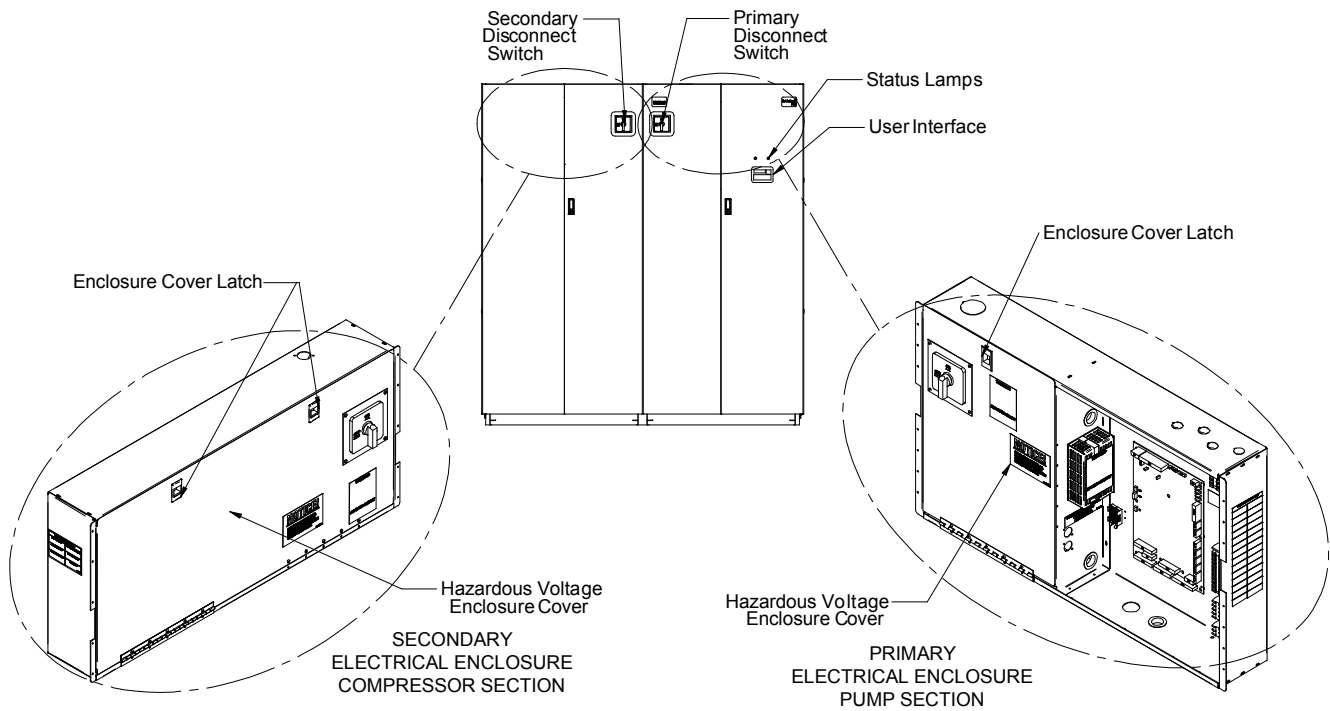 Secondary
Disconnect
Switch
Primary
Disconnect
Switch
Status Lamps
User Interface
Enclosure Cover Latch
Enclosure Cover Latch
Hazardous Voltage
Enclosure Cover
SECONDARY
ELECTRICAL ENCLOSURE
COMPRESSOR SECTION
Hazardous Voltage
Enclosure Cover
PRIMARY
ELECTRICAL ENCLOSURE
PUMP SECTION